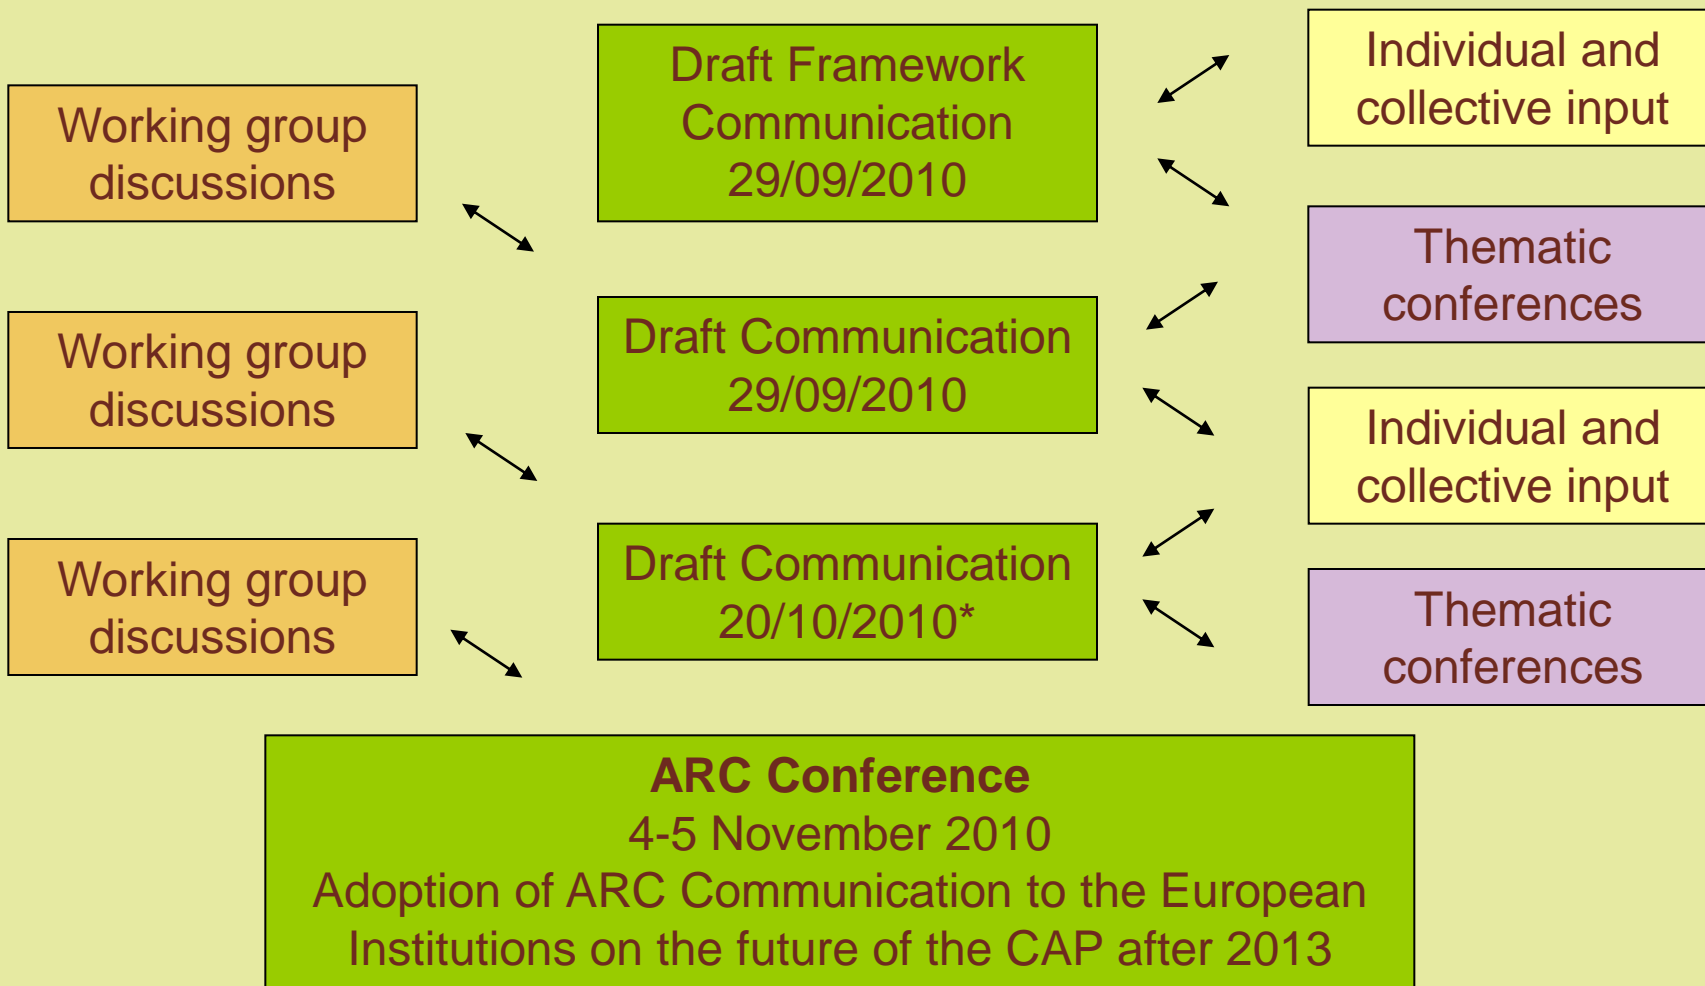 Working group
discussions
Draft Framework
Communication
29/09/2010
Individual and
collective input
Thematic
conferences
Working group
discussions
Draft Communication
29/09/2010
Individual and
collective input
Working group
discussions
Draft Communication
20/10/2010*
Thematic
conferences
ARC Conference
4-5 November 2010
Adoption of ARC Communication to the European
Institutions on the future of the CAP after 2013